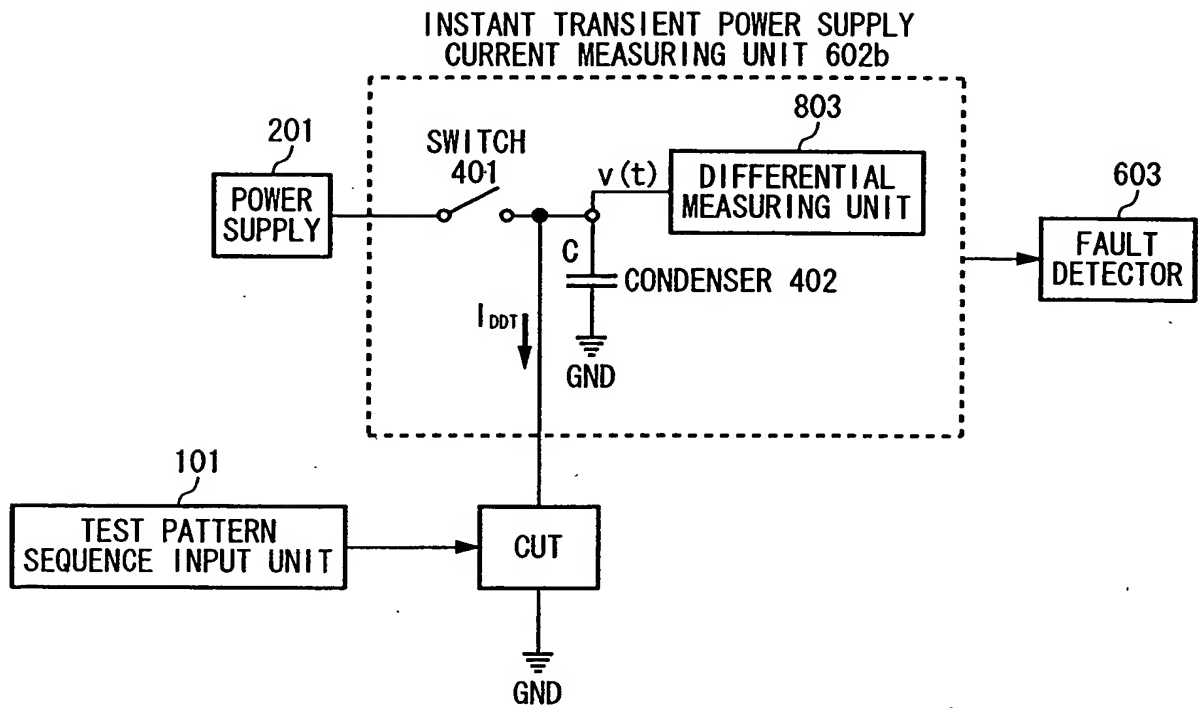 INSTANT TRANSIENT POWER SUPPLY
CURRENT MEASURING UNIT 602b
201
POWER
SUPPLY
SWITCH
401
v(t)
803
DIFFERENTIAL
MEASURING UNIT
603
FAULT
DETECTOR
C
CONDENSER 402
IDDT
GND
101
TEST PATTERN
SEQUENCE INPUT UNIT
CUT
GND